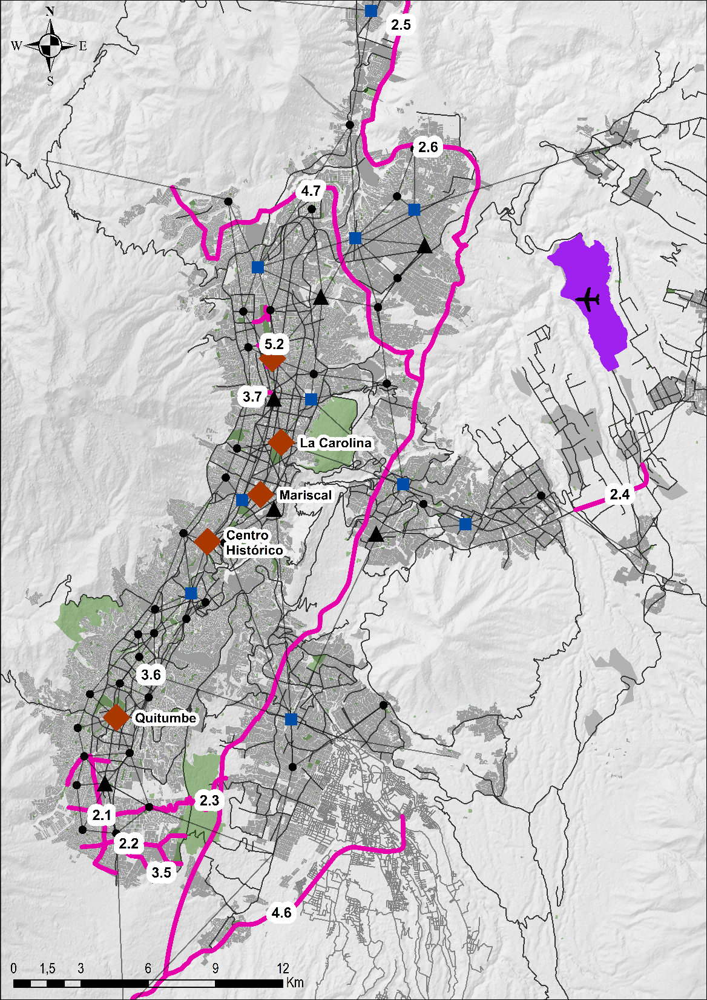 N
W
E
S
2.5
2.6
4.7
5.2
3.7
La Carolina
Mariscal
2.4
Centro
Histórico
3.6
Quitumbe
2.3
2.1
2.2
3.5
4.6
0 1,5 3 6 9 12
Km